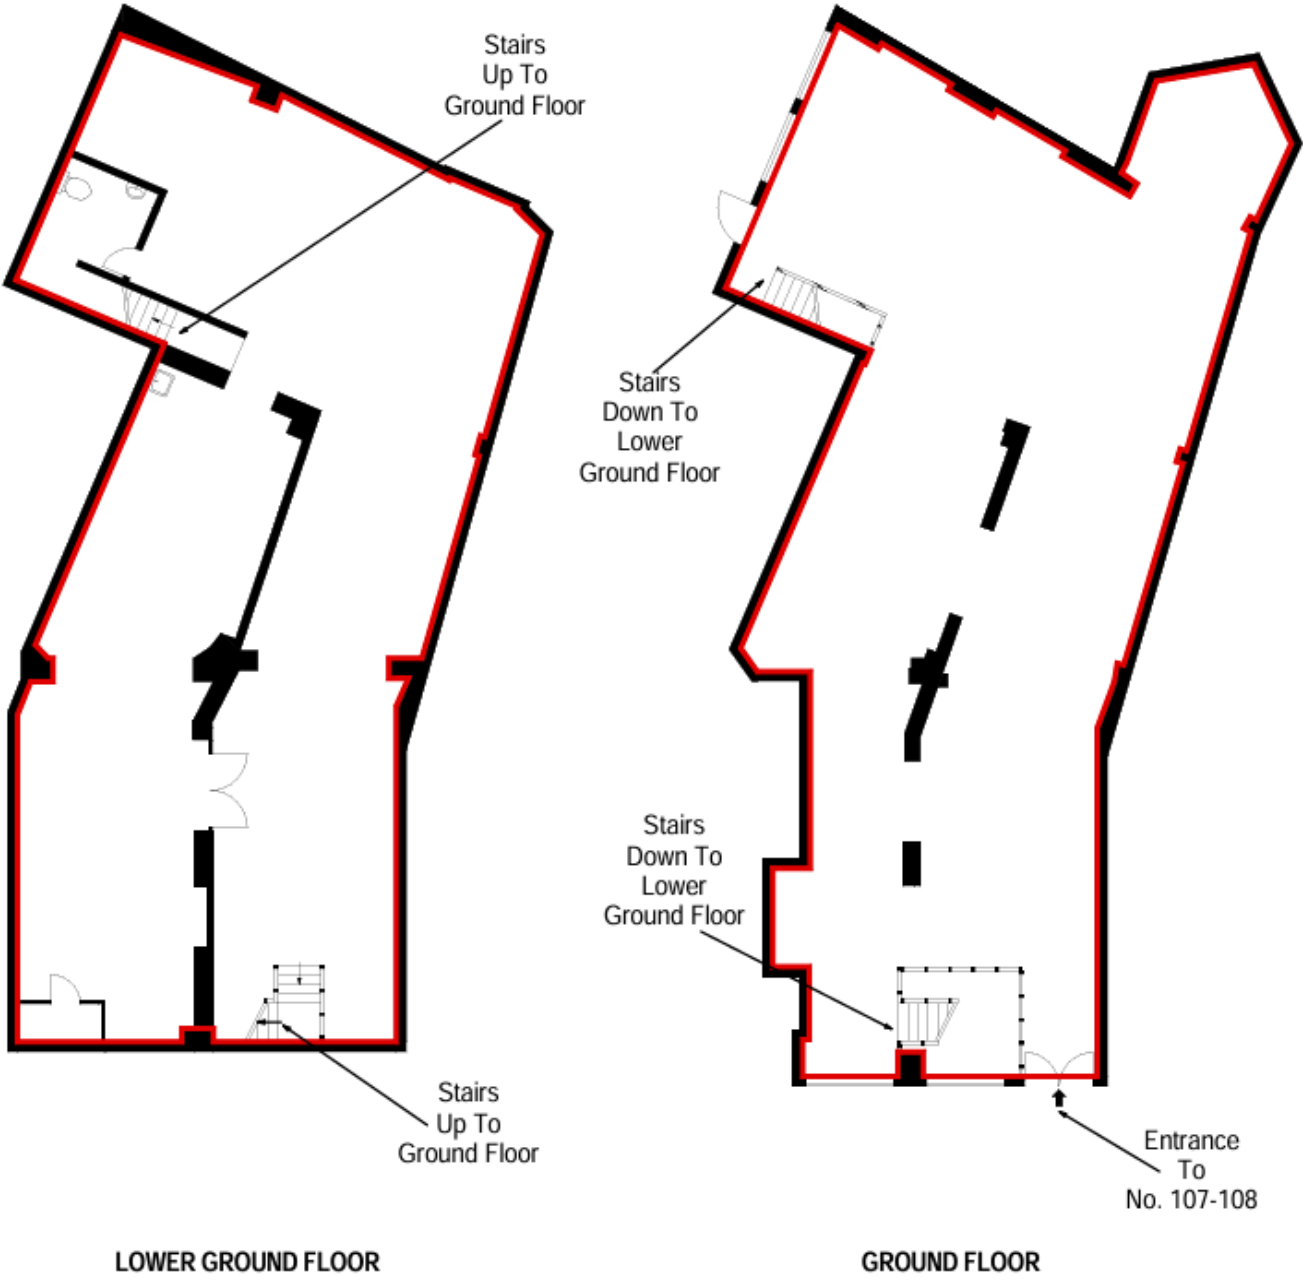 Stairs
Up To
Ground Floor
Stairs
Down To
Lower
Ground Floor
Stairs
Down To
Lower
Ground Floor
Stairs
Up To
Ground Floor
Entrance
To
No. 107-108
LOWER GROUND FLOOR
GROUND FLOOR